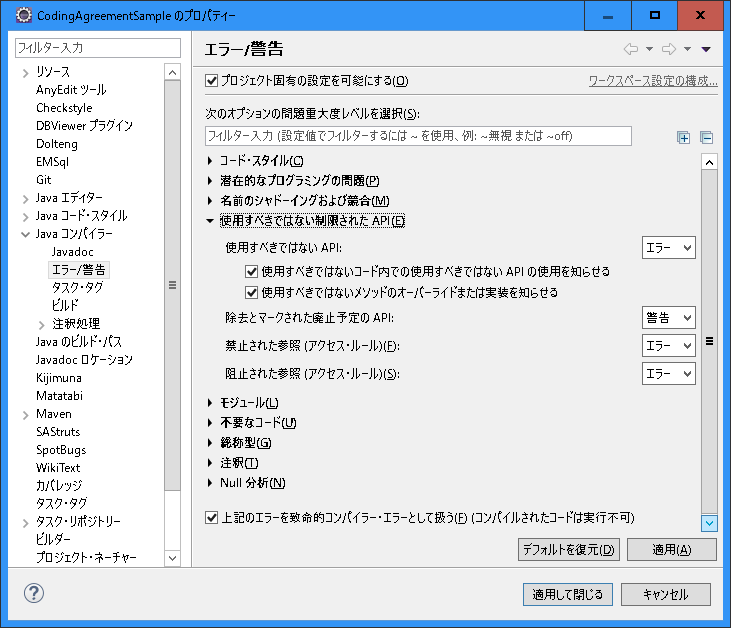 CodingAgreementSample のプロパティー
フィルター入力
リソース
AnyEdit ツール
Checkstyle
DBViewer プラグイン
Dolteng
EMSql
Git
Java エディター
Java コード・スタイル
Java コンパイラー
Javadoc
エラー/警告
タスク・タグ
ビルド
注釈処理
Java のビルド・パス
Javadoc ロケーション
Kijimuna
Matatabi
Maven
SAStruts
SpotBugs
WikiText
カバレッジ
タスク・タグ
タスク・リポジトリー
ビルダー
プロジェクト・ネーチャー
エラー/警告
プロジェクト固有の設定を可能にする(O)
ワークスペース設定の構成...
次のオプションの問題重大度レベルを選択(S):
フィルター入力 (設定値でフィルターするには ~ を使用、例: ~無視 または ~off)
コード・スタイル(C)
潜在的なプログラミングの問題(P)
名前のシャドーイングおよび競合(M)
使用すべきではない制限された API(E)
使用すべきではない API: エラー
使用すべきではないコード内での使用すべきではない API の使用を知らせる
使用すべきではないメソッドのオーバーライドまたは実装を知らせる
除去とマークされた廃止予定の API: 警告
禁止された参照 (アクセス・ルール)(F): エラー
阻止された参照 (アクセス・ルール)(S): エラー
モジュール(L)
不要なコード(U)
総称型(G)
注釈(T)
Null 分析(N)
上記のエラーを致命的コンパイラー・エラーとして扱う(F) (コンパイルされたコードは実行不可)
デフォルトを復元(D) 適用(A)
適用して閉じる キャンセル